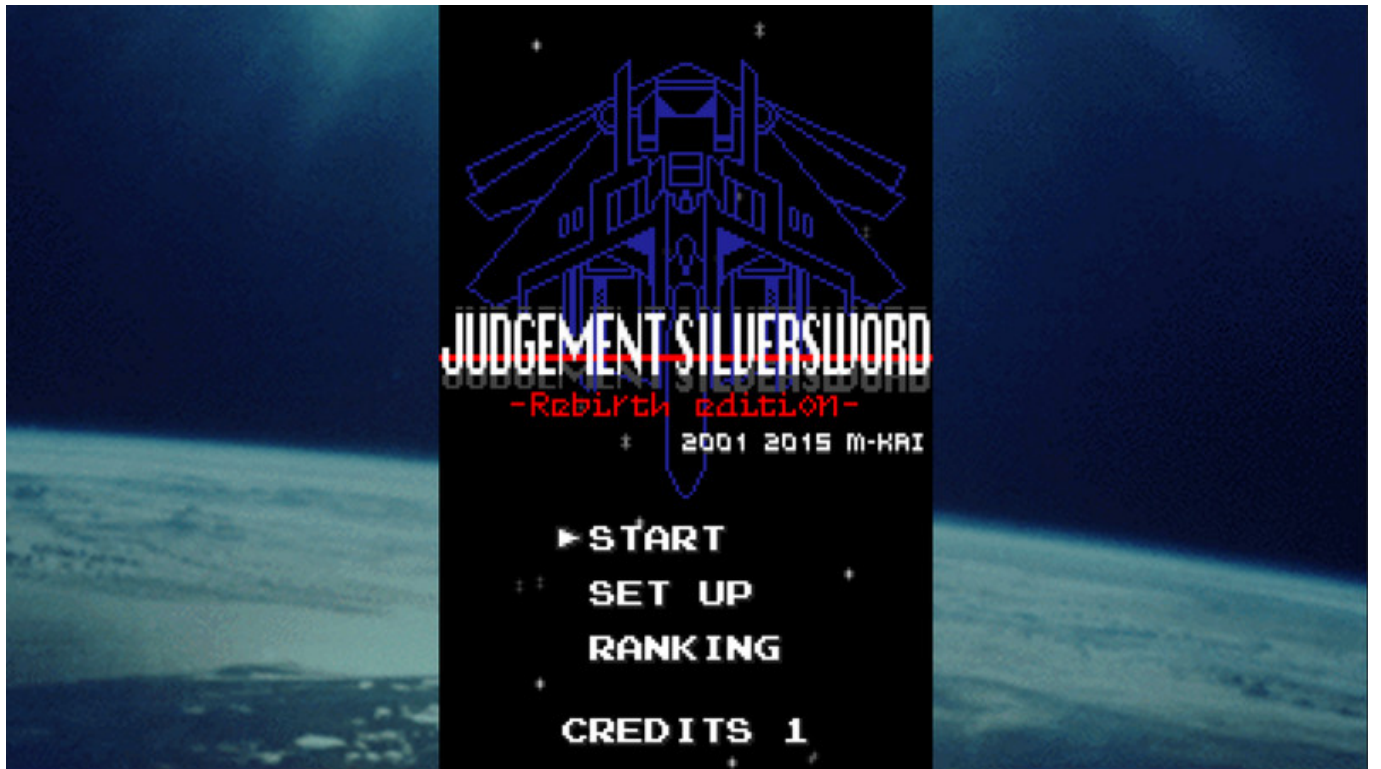 JUDGEMENT SILVERSWORD
-Rebirth edition-
2001 2015 M-KAI
START
SET UP
RANKING
CREDITS 1